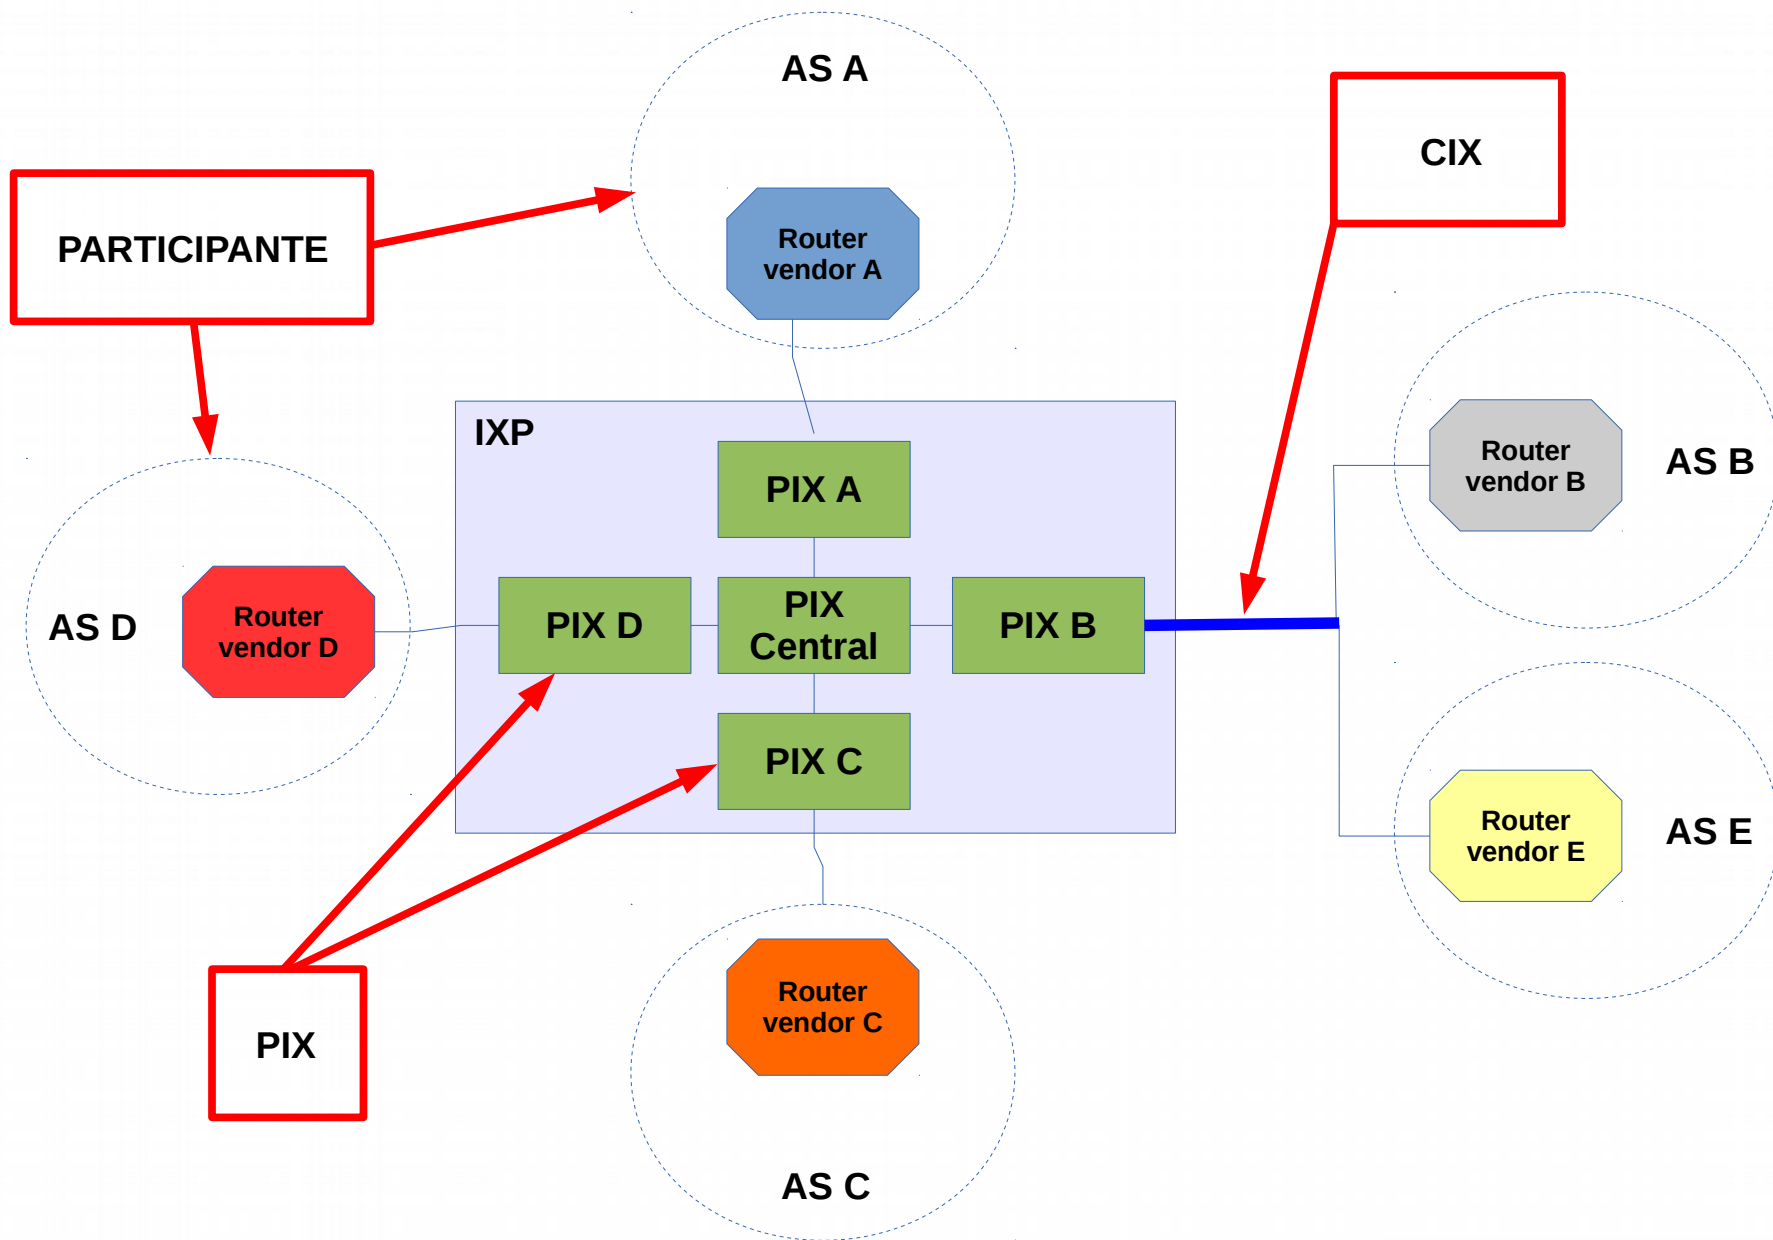 AS A
CIX
PARTICIPANTE
Router
vendor A
IXP
Router
vendor B
AS B
PIX A
PIX D
PIX
Central
PIX B
AS D
Router
vendor D
PIX C
Router
vendor E
AS E
Router
vendor C
PIX
AS C